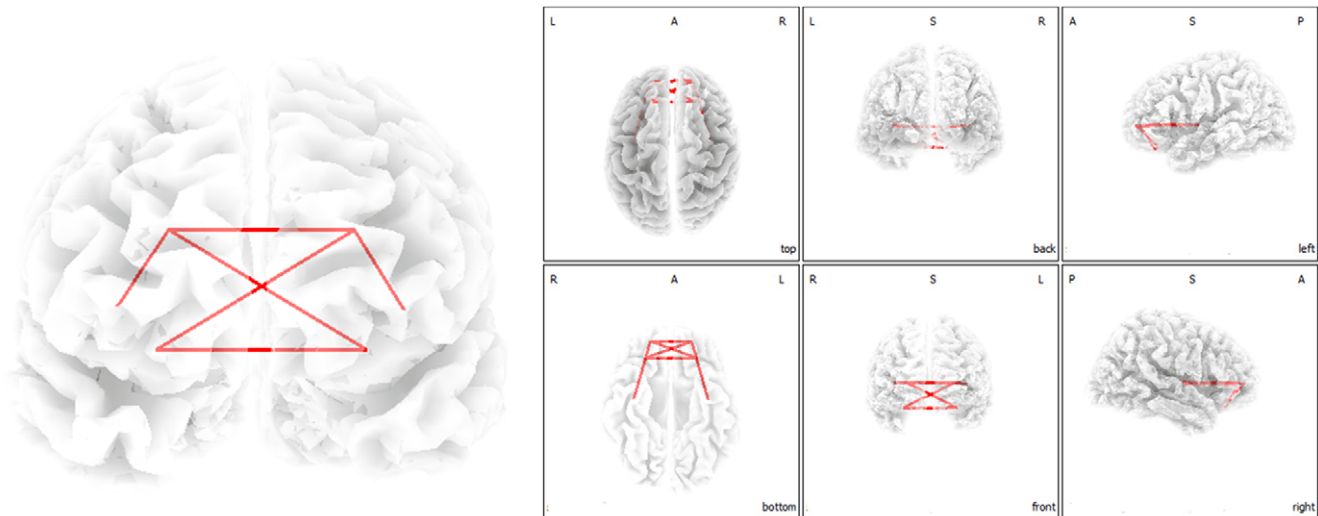 L A R
top
L S R
back
A S P
left
R A L
bottom
R S L
front
P S A
right